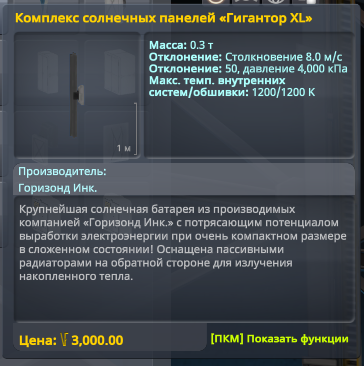 Комплекс солнечных панелей «Гигантор XL»
Масса: 0.3 т
Отклонение: Столкновение 8.0 м/с
Отклонение: 50, давление 4,000 кПа
Макс. темп. внутренних
систем/обшивки: 1200/1200 К
1 м
Производитель:
Горизонд Инк.
Крупнейшая солнечная батарея из производимых
компанией «Горизонд Инк.» с потрясающим потенциалом
выработки электроэнергии при очень компактном размере
в сложенном состоянии! Оснащена пассивными
радиаторами на обратной стороне для излучения
накопленного тепла.
Цена: 3,000.00
[ПКМ] Показать функции